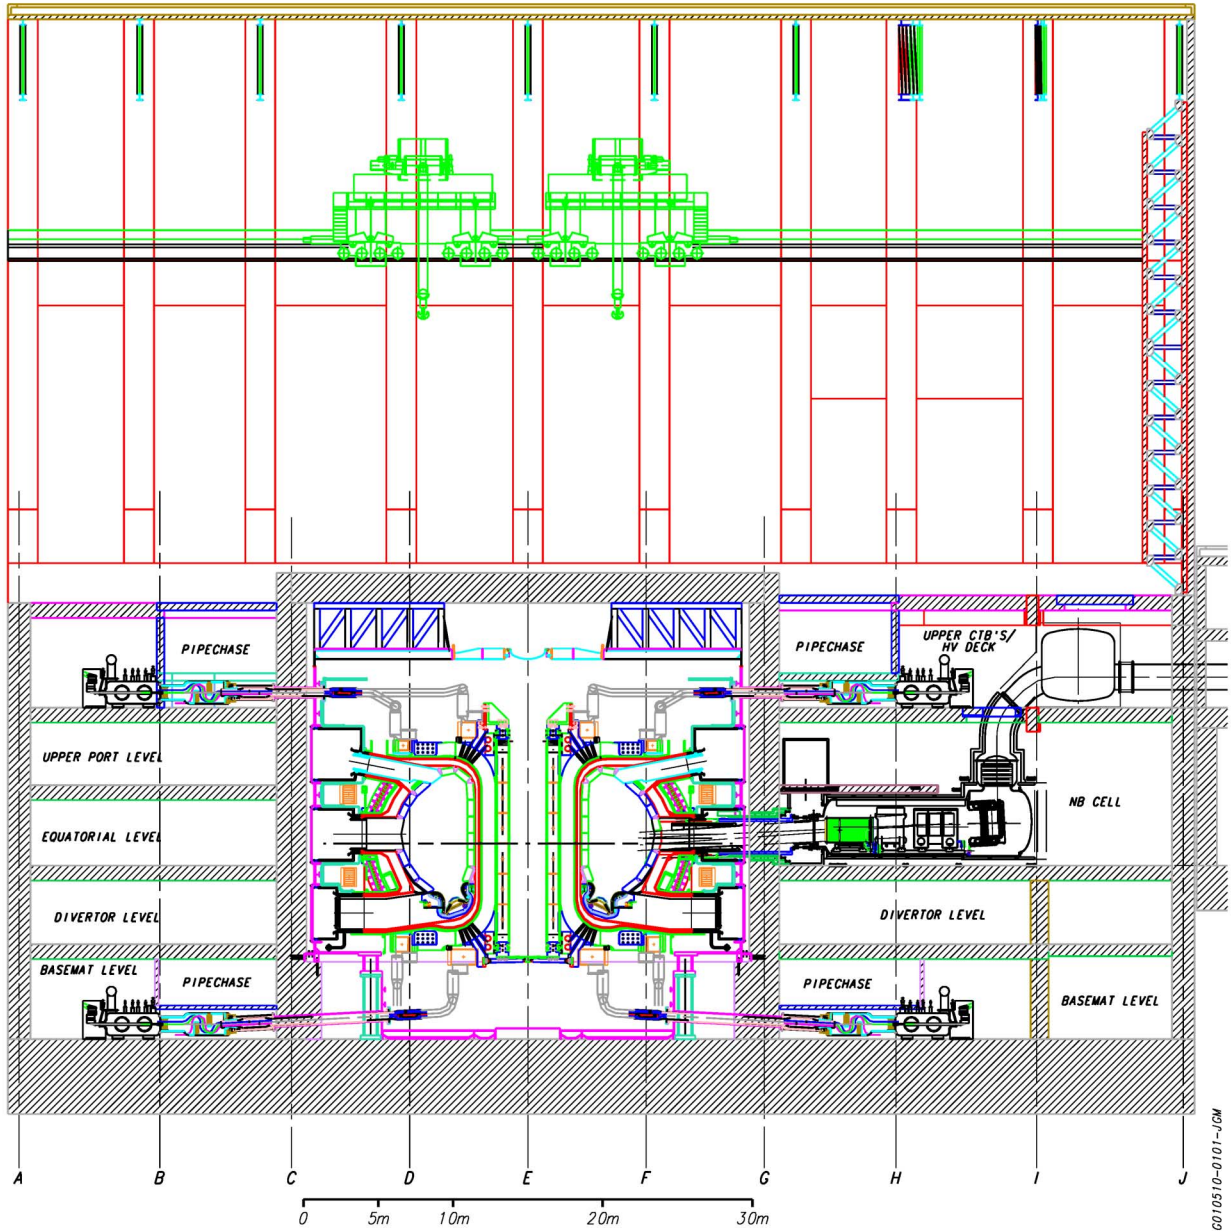 PIPECHASE
PIPECHASE
UPPER CTB'S/
HV DECK
UPPER PORT LEVEL
NB CELL
EQUATORIAL LEVEL
DIVERTOR LEVEL
DIVERTOR LEVEL
BASEMAT LEVEL
PIPECHASE
PIPECHASE
BASEMAT LEVEL
A B C D E F G H I J
0 5m 10m 20m 30m
G010510-0101-JGM